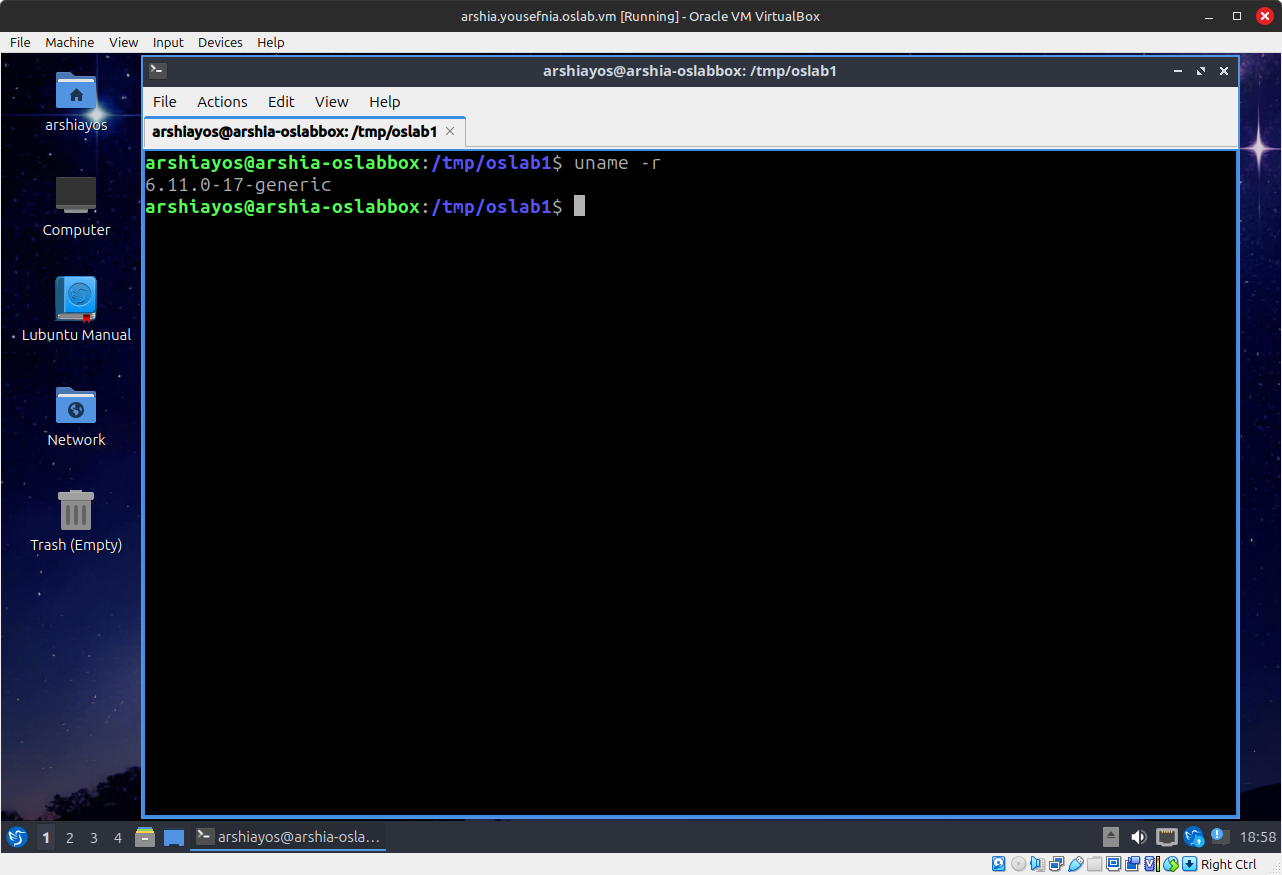 arshia.yousefnia.oslab.vm [Running] - Oracle VM VirtualBox
File Machine View Input Devices Help
arshiayos@arshia-oslabbox: /tmp/oslab1
File Actions Edit View Help
arshiayos@arshia-oslabbox: /tmp/oslab1
arshiayos@arshia-oslabbox:/tmp/oslab1$ uname -r
6.11.0-17-generic
arshiayos@arshia-oslabbox:/tmp/oslab1$
arshiayos
Computer
Lubuntu Manual
Network
Trash (Empty)
1 2 3 4 arshiayos@arshia-osla... 18:58
Right Ctrl